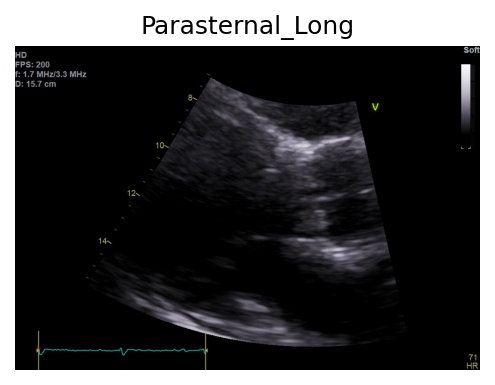 Parasternal_Long
HD
FPS: 200
f: 1.7 MHz/3.3 MHz
D: 15.7 cm
Soft
V
8
10
12
14
71
HR